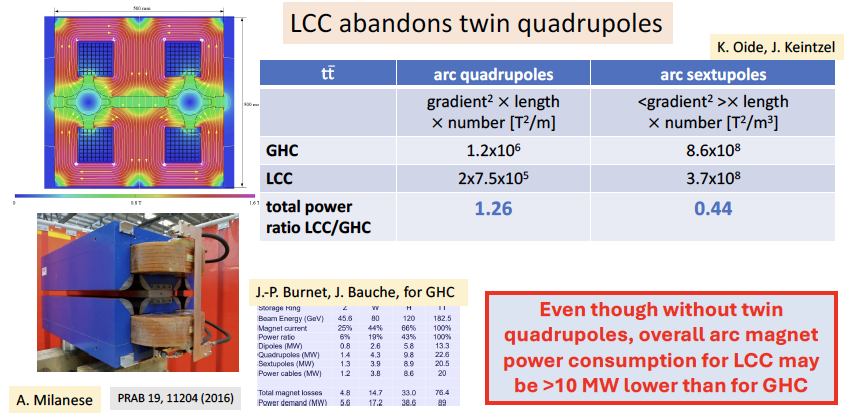 LCC abandons twin quadrupoles
K. Oide, J. Keintzel
500 mm
300 mm
0
0.8 T
1.6 T
tt̄ arc quadrupoles arc sextupoles
gradient² × length <gradient² >× length
× number [T²/m] × number [T²/m³]
GHC 1.2x10⁶ 8.6x10⁸
LCC 2x7.5x10⁵ 3.7x10⁸
total power 1.26 0.44
ratio LCC/GHC
J.-P. Burnet, J. Bauche, for GHC
Storage Ring Z W H TT
Beam Energy (GeV) 45.6 80 120 182.5
Magnet current 25% 44% 66% 100%
Power ratio 6% 19% 43% 100%
Dipoles (MW) 0.8 2.6 5.8 13.3
Quadrupoles (MW) 1.4 4.3 9.8 22.6
Sextupoles (MW) 1.3 3.9 8.9 20.5
Power cables (MW) 1.2 3.8 8.6 20
Total magnet losses 4.8 14.7 33.0 76.4
Power demand (MW) 5.6 17.2 38.6 89
Even though without twin
quadrupoles, overall arc magnet
power consumption for LCC may
be >10 MW lower than for GHC
A. Milanese
PRAB 19, 11204 (2016)